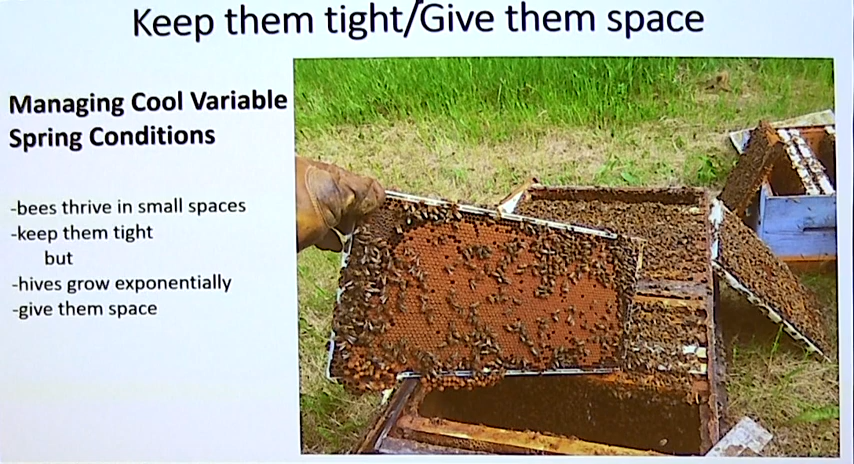 Keep them tight/Give them space
Managing Cool Variable
Spring Conditions
-bees thrive in small spaces
-keep them tight
but
-hives grow exponentially
-give them space